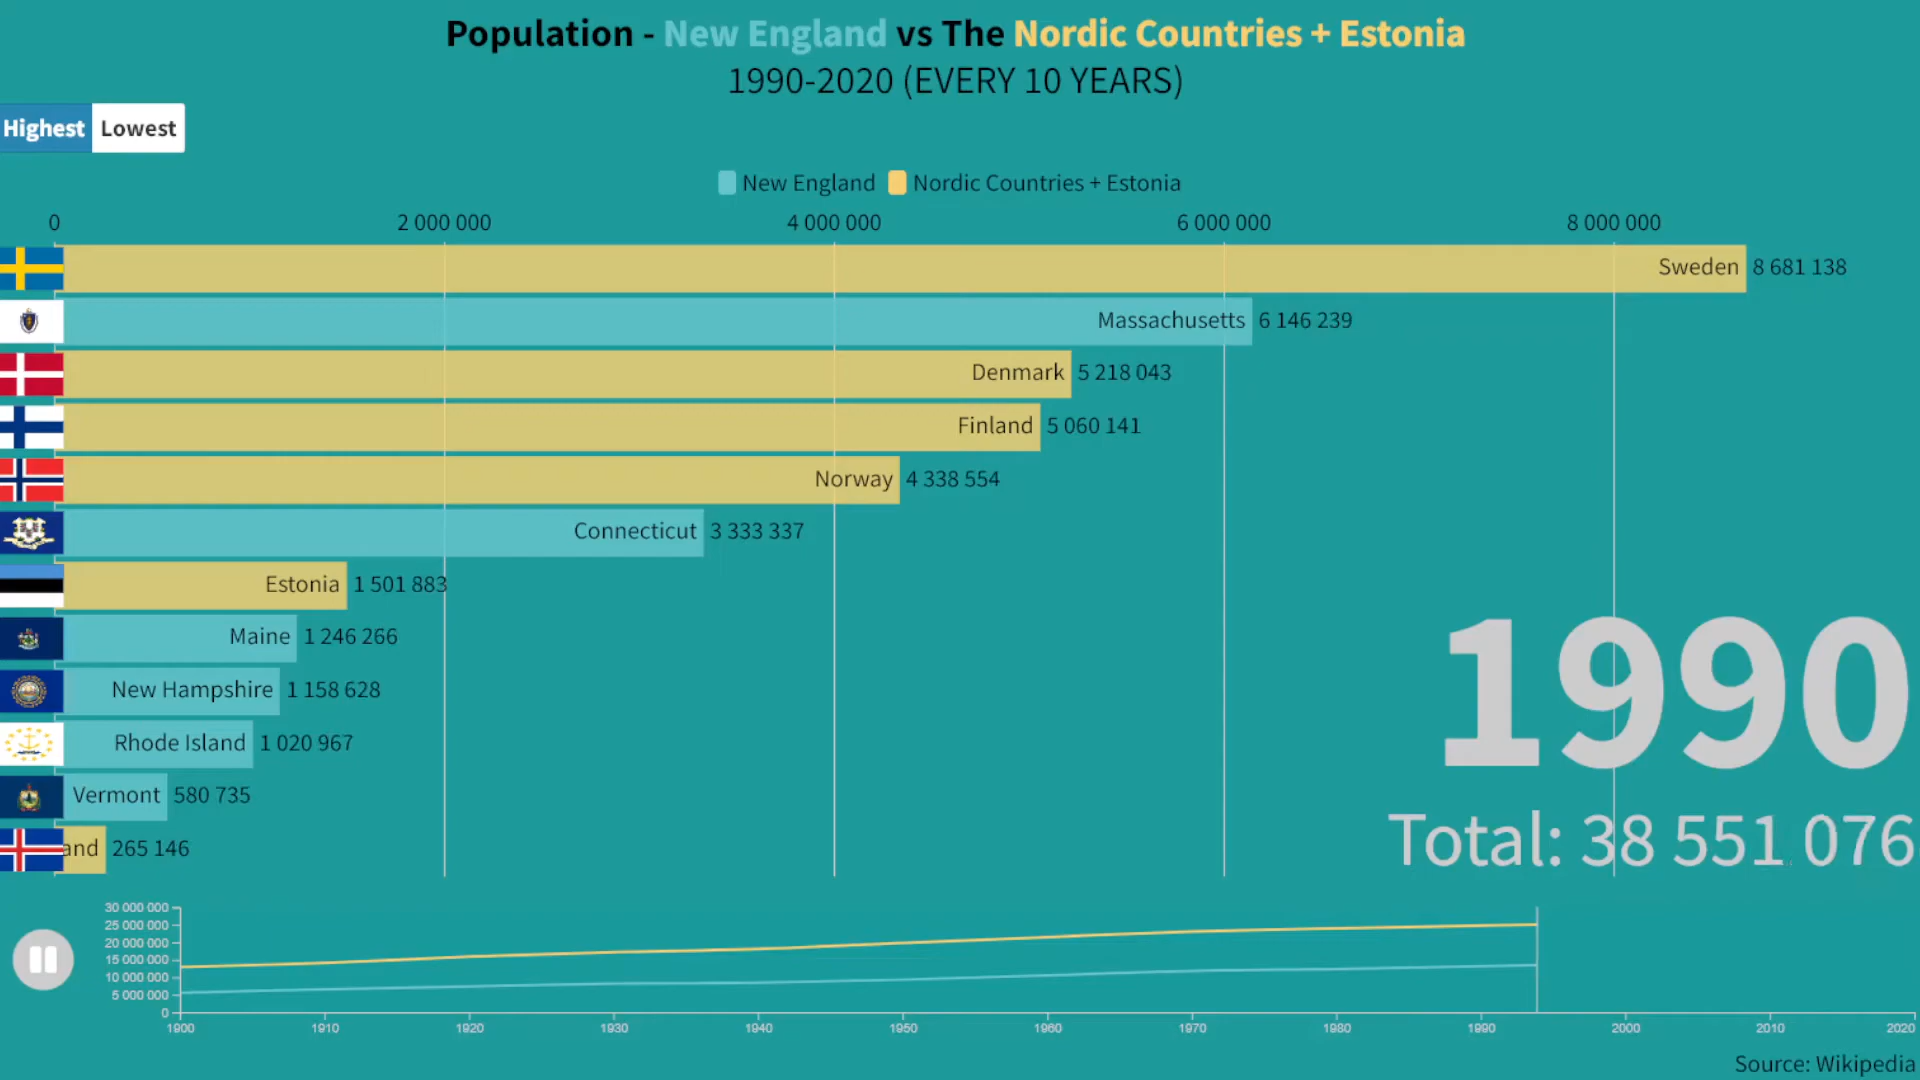 Population - New England vs The Nordic Countries + Estonia
1990-2020 (EVERY 10 YEARS)
Highest Lowest
New England Nordic Countries + Estonia
0 2 000 000 4 000 000 6 000 000 8 000 000
Sweden 8 681 138
Massachusetts 6 146 239
Denmark 5 218 043
Finland 5 060 141
Norway 4 338 554
Connecticut 3 333 337
Estonia 1 501 883
Maine 1 246 266
New Hampshire 1 158 628
Rhode Island 1 020 967
Vermont 580 735
and 265 146
1990
Total: 38 551 076
30 000 000
25 000 000
20 000 000
15 000 000
10 000 000
5 000 000
0
1900 1910 1920 1930 1940 1950 1960 1970 1980 1990 2000 2010 2020
Source: Wikipedia